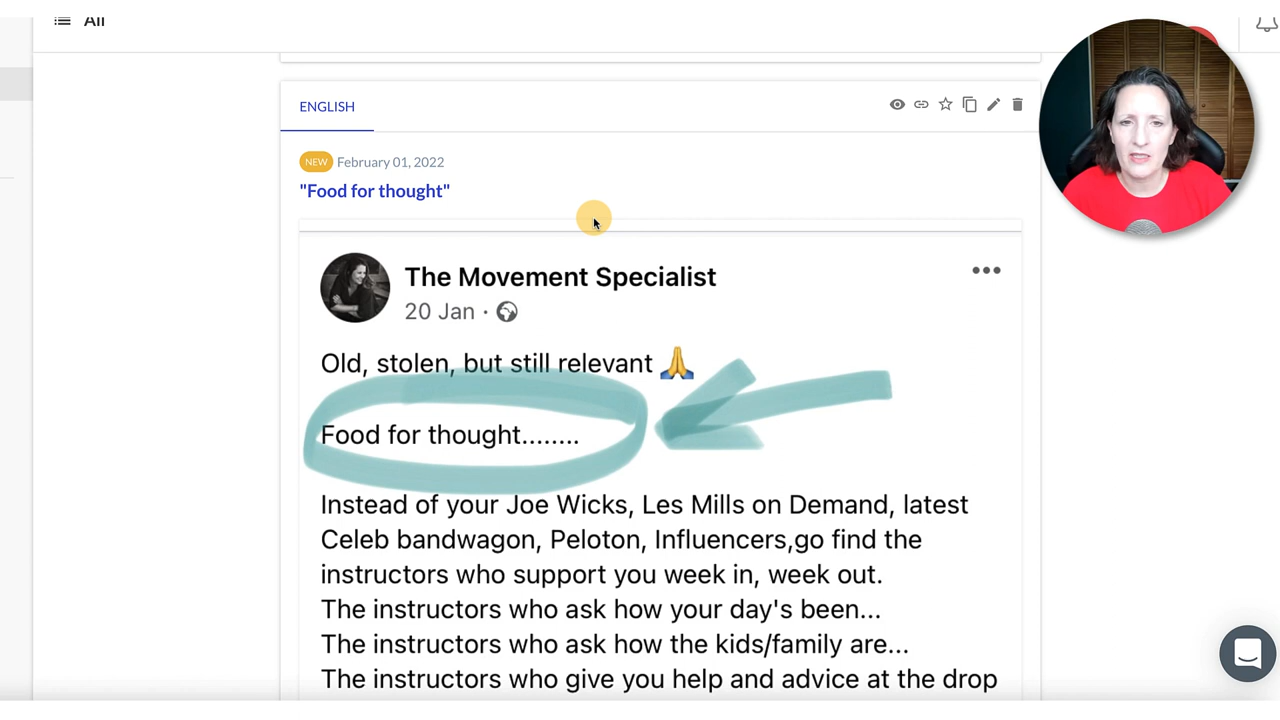 All
ENGLISH
NEW February 01, 2022
"Food for thought"
The Movement Specialist
20 Jan ·
Old, stolen, but still relevant 🙏
Food for thought........
Instead of your Joe Wicks, Les Mills on Demand, latest
Celeb bandwagon, Peloton, Influencers,go find the
instructors who support you week in, week out.
The instructors who ask how your day's been...
The instructors who ask how the kids/family are...
The instructors who give you help and advice at the drop